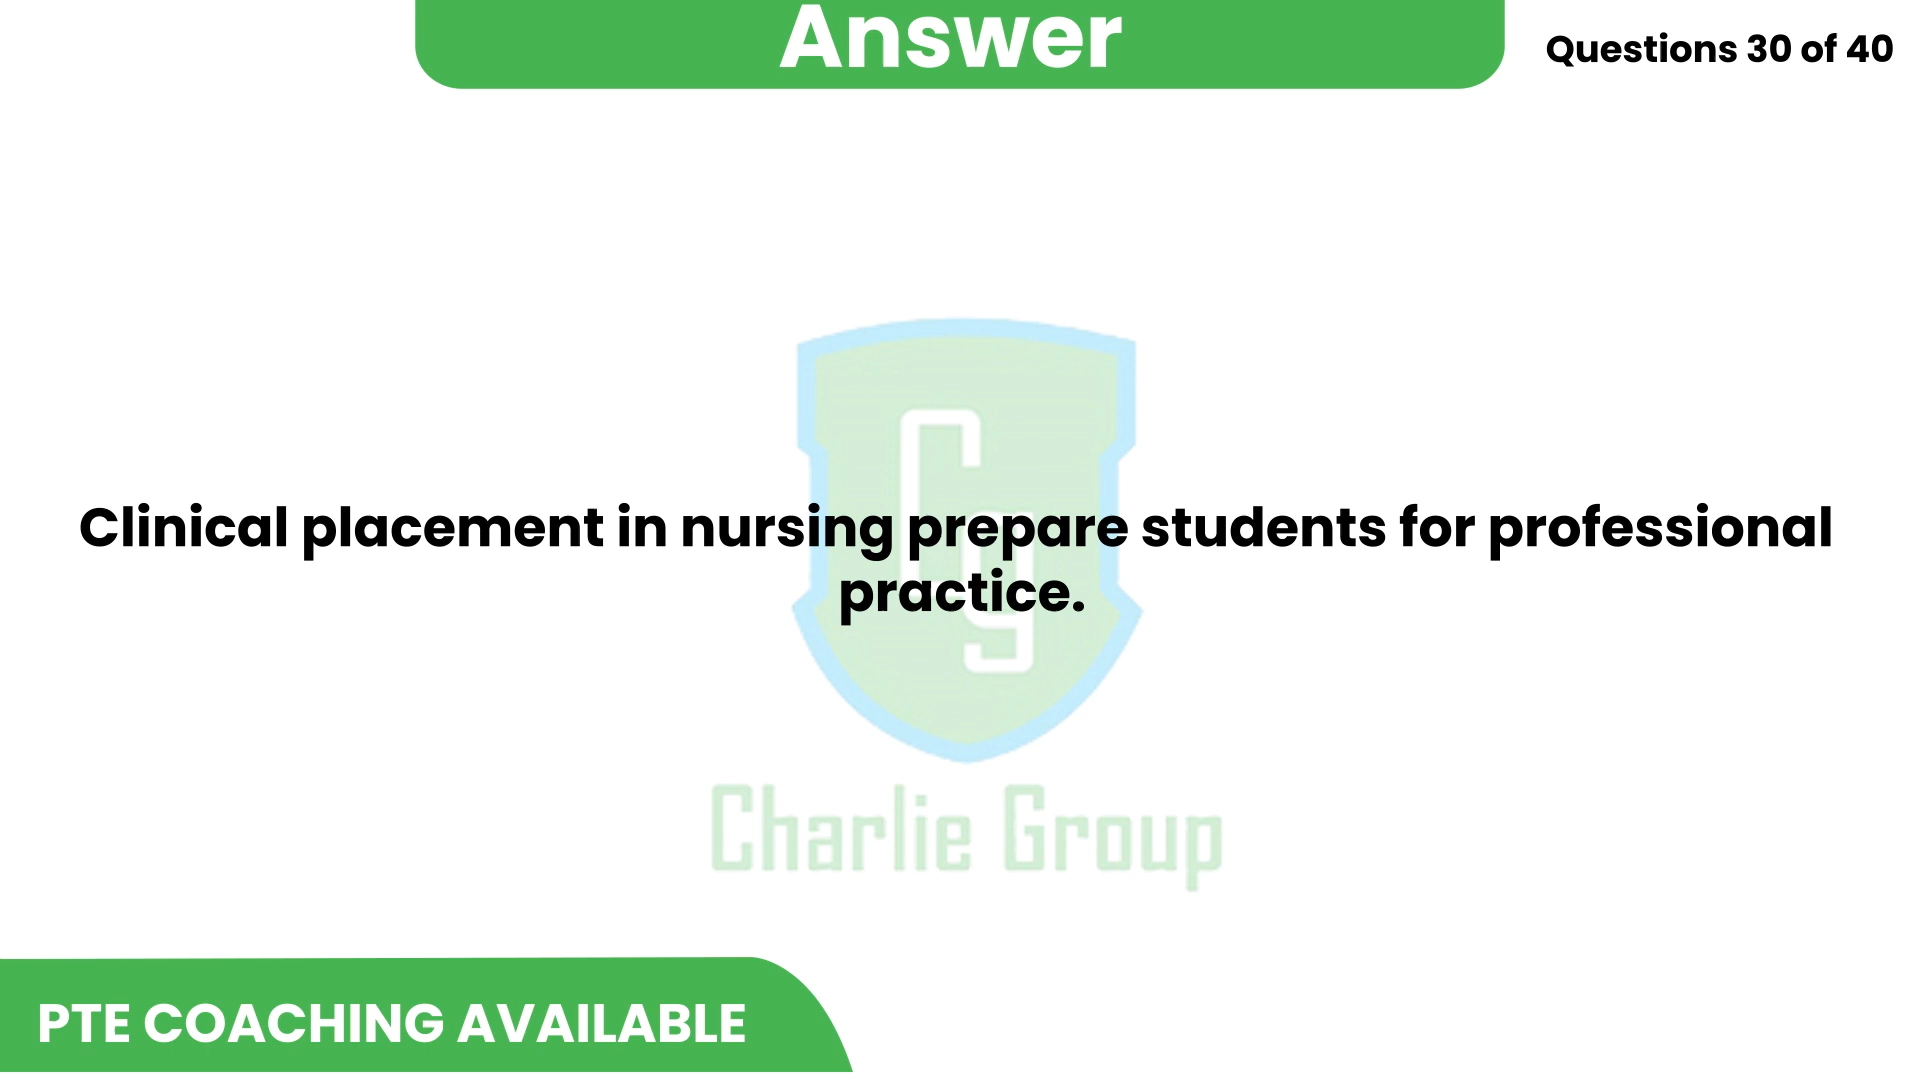 Answer
Questions 30 of 40
Clinical placement in nursing prepare students for professional
practice.
Cg
Charlie Group
PTE COACHING AVAILABLE